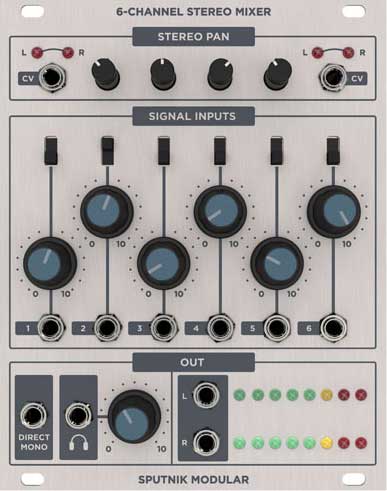 6-CHANNEL STEREO MIXER
STEREO PAN
L R L R
CV CV
SIGNAL INPUTS
0 10 0 10 0 10
0 10 0 10 0 10
1 2 3 4 5 6
OUT
L
DIRECT
MONO
0 10
R
SPUTNIK MODULAR